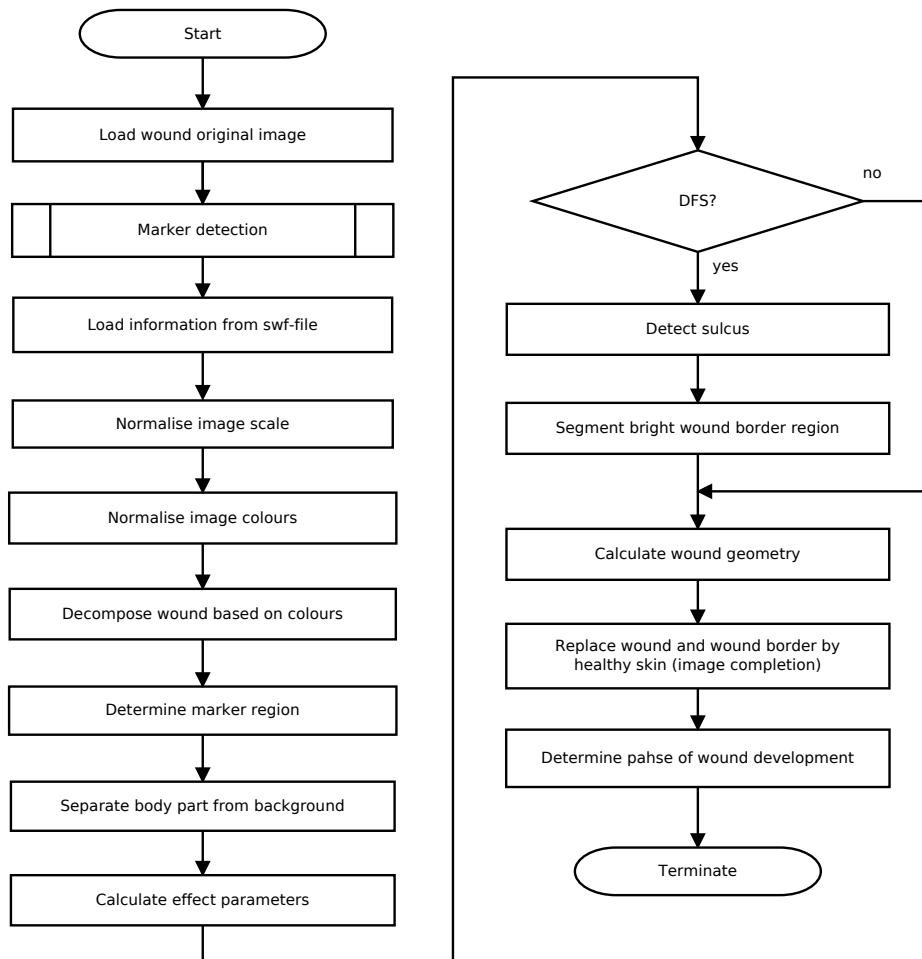 Start
Load wound original image
Marker detection
Load information from swf-file
Normalise image scale
Normalise image colours
Decompose wound based on colours
Determine marker region
Separate body part from background
Calculate effect parameters
DFS?
no
yes
Detect sulcus
Segment bright wound border region
Calculate wound geometry
Replace wound and wound border by
healthy skin (image completion)
Determine pahse of wound development
Terminate